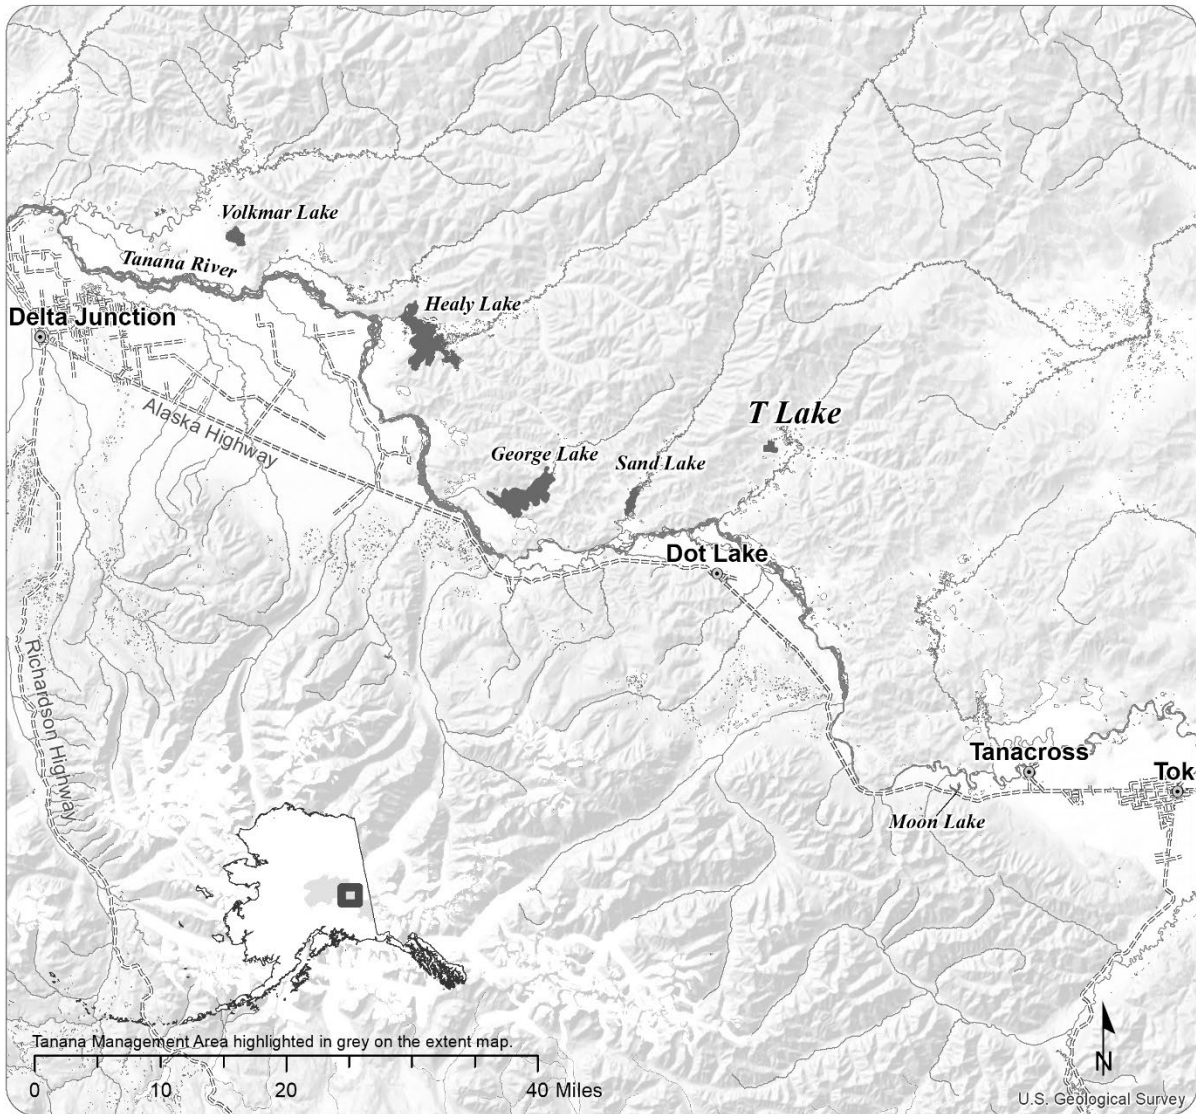 Volkmar Lake
Tanana River
Healy Lake
Delta Junction
Alaska Highway
T Lake
George Lake
Sand Lake
Dot Lake
Richardson Highway
Tanacross
Tok
Moon Lake
Tanana Management Area highlighted in grey on the extent map.
0 20 40 Miles
N
U.S. Geological Survey